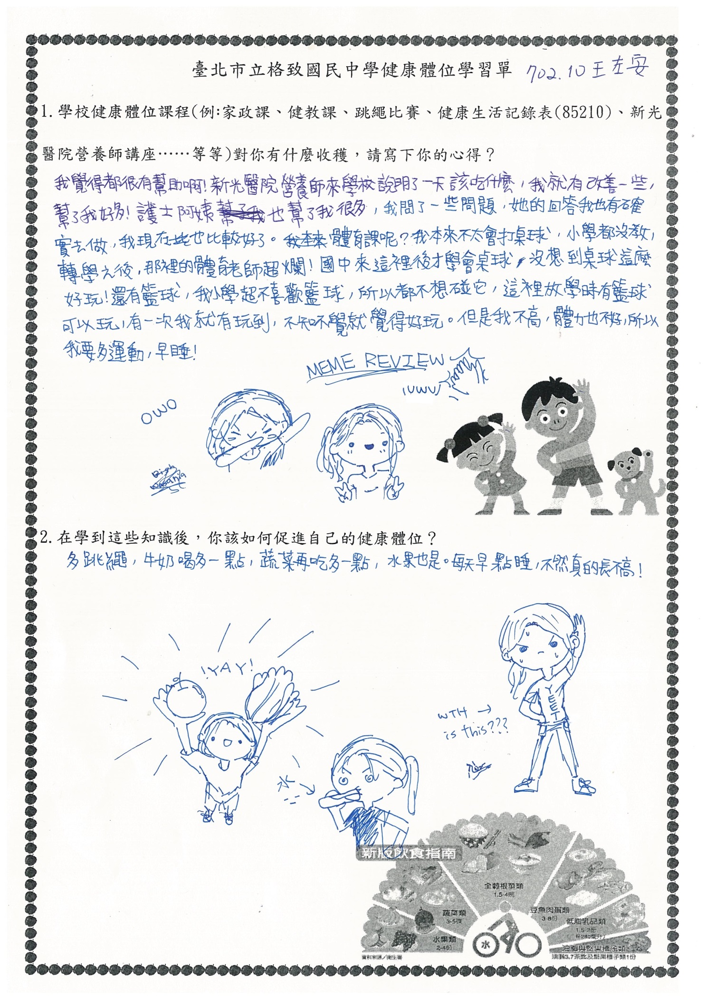 臺北市立格致國民中學健康體位學習單 702.10王左安
1.學校健康體位課程(例:家政課、健教課、跳繩比賽、健康生活記錄表(85210)、新光
醫院營養師講座……等等)對你有什麼收穫，請寫下你的心得？
我覺得都很有幫助啊!新光醫院營養師來學校說明了一天該吃什麼，我就有改善一些，
幫了我好多!護士阿姨也幫了我很多，我問了一些問題，她的回答我也有確
實去做，我現在也比較好了。體育課呢?我本來不太會打桌球，小學都沒教，
轉學之後，那裡的體育老師超爛!國中來這裡後才學會桌球，沒想到桌球這麼
好玩!還有籃球，我小學超不喜歡籃球，所以都不想碰它，這裡放學時有籃球
可以玩，有一次我就有玩到，不知不覺就覺得好玩。但是我不高，體力也不好，所以
我要多運動，早睡!
MEME REVIEW
!UWU!
OWO
2.在學到這些知識後，你該如何促進自己的健康體位？
多跳繩，牛奶喝多一點，蔬菜再吃多一點，水果也是。每天早點睡，不然真的長不高!
!YAY!
YEET
WTH →
is this???
水
新版飲食指南
全穀根莖類
1.5-4碗
蔬菜類
3-5碟
豆魚肉蛋類
3-8份
低脂乳品類
1.5-2杯
水果類
2-4份
水
油脂與堅果種子類
資料來源／衛生署
油脂3-7茶匙及堅果種子類1份